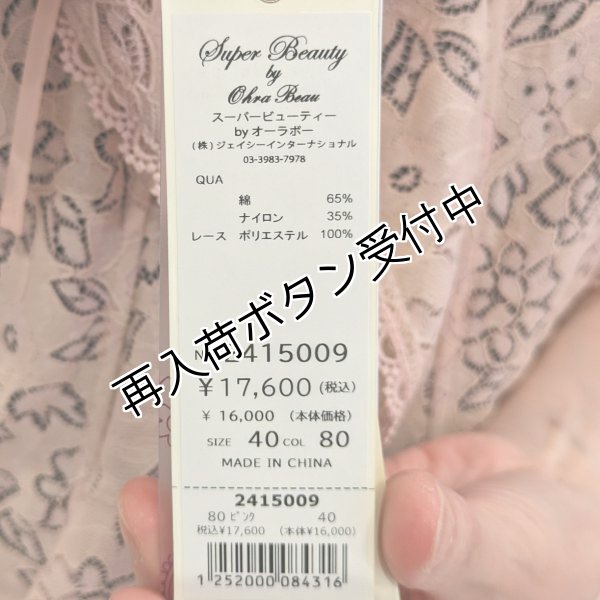 Super Beauty
by
Ohra Beau
スーパービューティー
by オーラボー
(株)ジェイシーインターナショナル
03-3983-7978
QUA
綿 65%
ナイロン 35%
レース ポリエステル 100%
再入荷ボタン受付中
2415009
¥17,600 (税込)
¥ 16,000 (本体価格)
SIZE 40 COL 80
MADE IN CHINA
2415009
80 ピンク 40
税込¥17,600 (本体¥16,000)
1 252000 084316